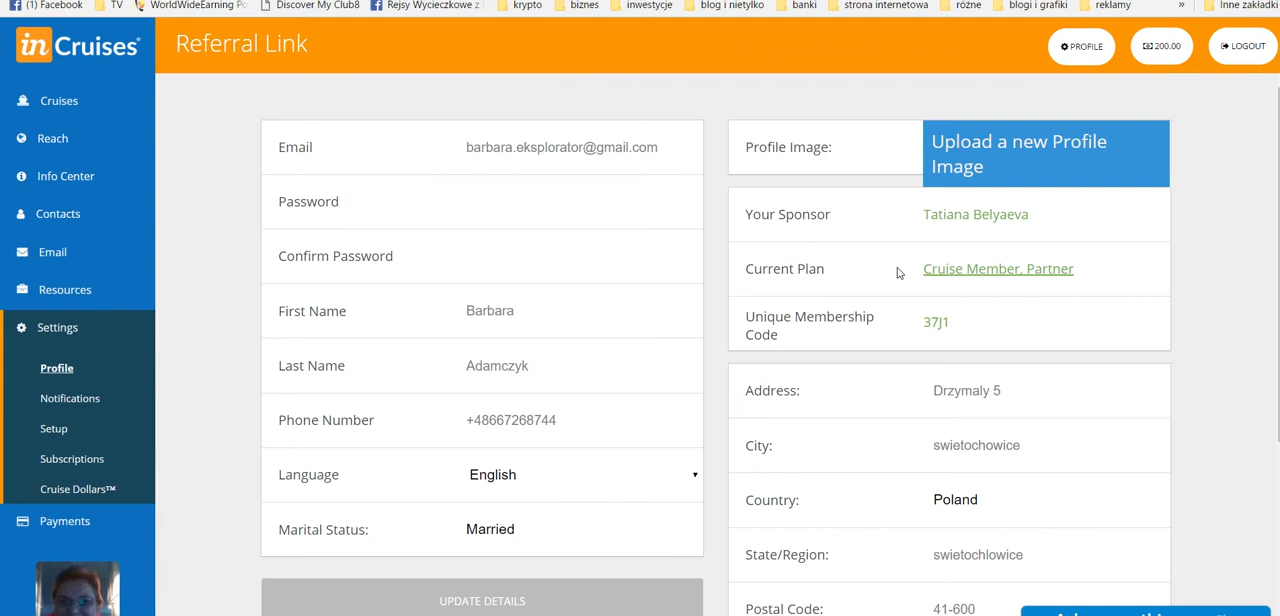 (1) Facebook TV WorldWideEarning Po Discover My Club8 Rejsy Wycieczkowe z krypto biznes inwestycje blog i nietylko banki strona internetowa różne blogi i grafiki reklamy » Inne zakładki
inCruises®
Referral Link
PROFILE
200.00
LOGOUT
Cruises
Reach
Info Center
Contacts
Email
Resources
Settings
Profile
Notifications
Setup
Subscriptions
Cruise Dollars™
Payments
Email barbara.eksplorator@gmail.com
Password
Confirm Password
First Name Barbara
Last Name Adamczyk
Phone Number +48667268744
Language English
Marital Status: Married
UPDATE DETAILS
Profile Image:
Upload a new Profile
Image
Your Sponsor Tatiana Belyaeva
Current Plan Cruise Member, Partner
Unique Membership
Code
37J1
Address: Drzymaly 5
City: swietochowice
Country: Poland
State/Region: swietochlowice
Postal Code: 41-600